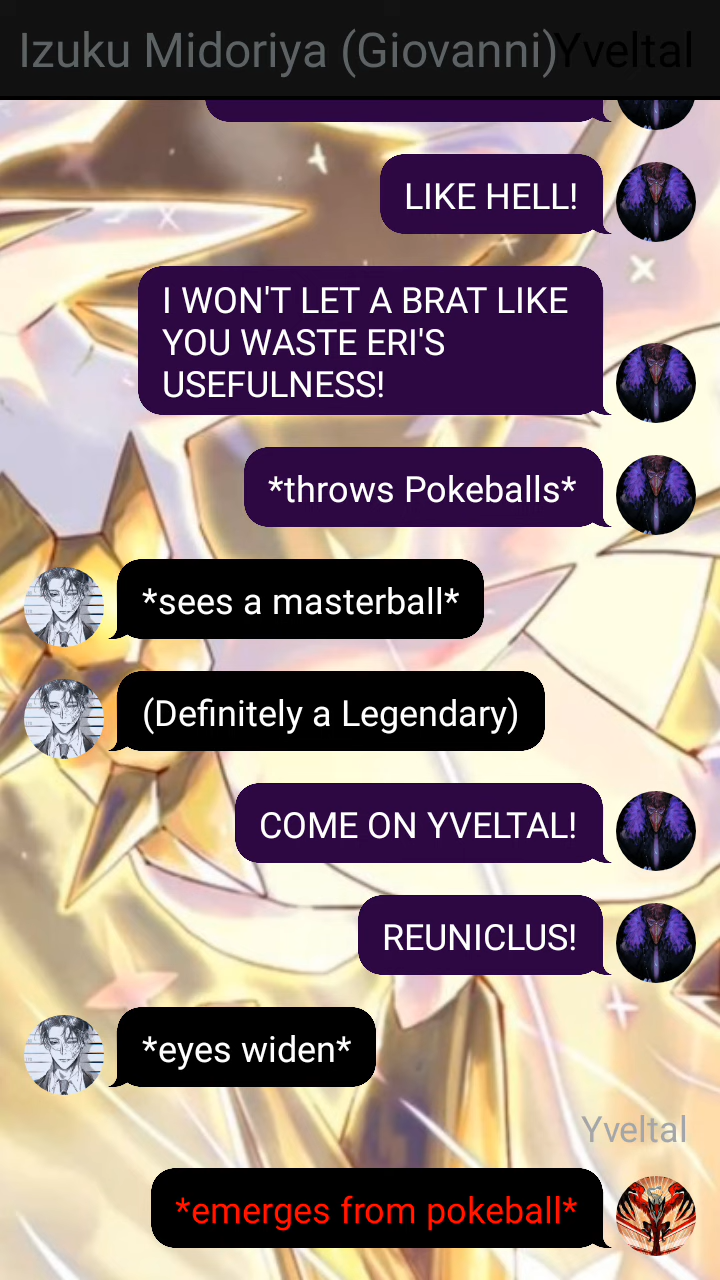 Izuku Midoriya (Giovanni)
Yveltal
LIKE HELL!
I WON'T LET A BRAT LIKE
YOU WASTE ERI'S
USEFULNESS!
*throws Pokeballs*
*sees a masterball*
(Definitely a Legendary)
COME ON YVELTAL!
REUNICLUS!
*eyes widen*
Yveltal
*emerges from pokeball*